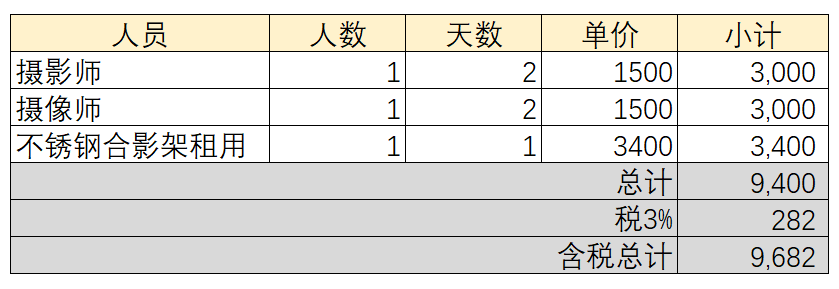 人员 人数 天数 单价 小计
摄影师 1 2 1500 3,000
摄像师 1 2 1500 3,000
不锈钢合影架租用 1 1 3400 3,400
总计 9,400
税3% 282
含税总计 9,682